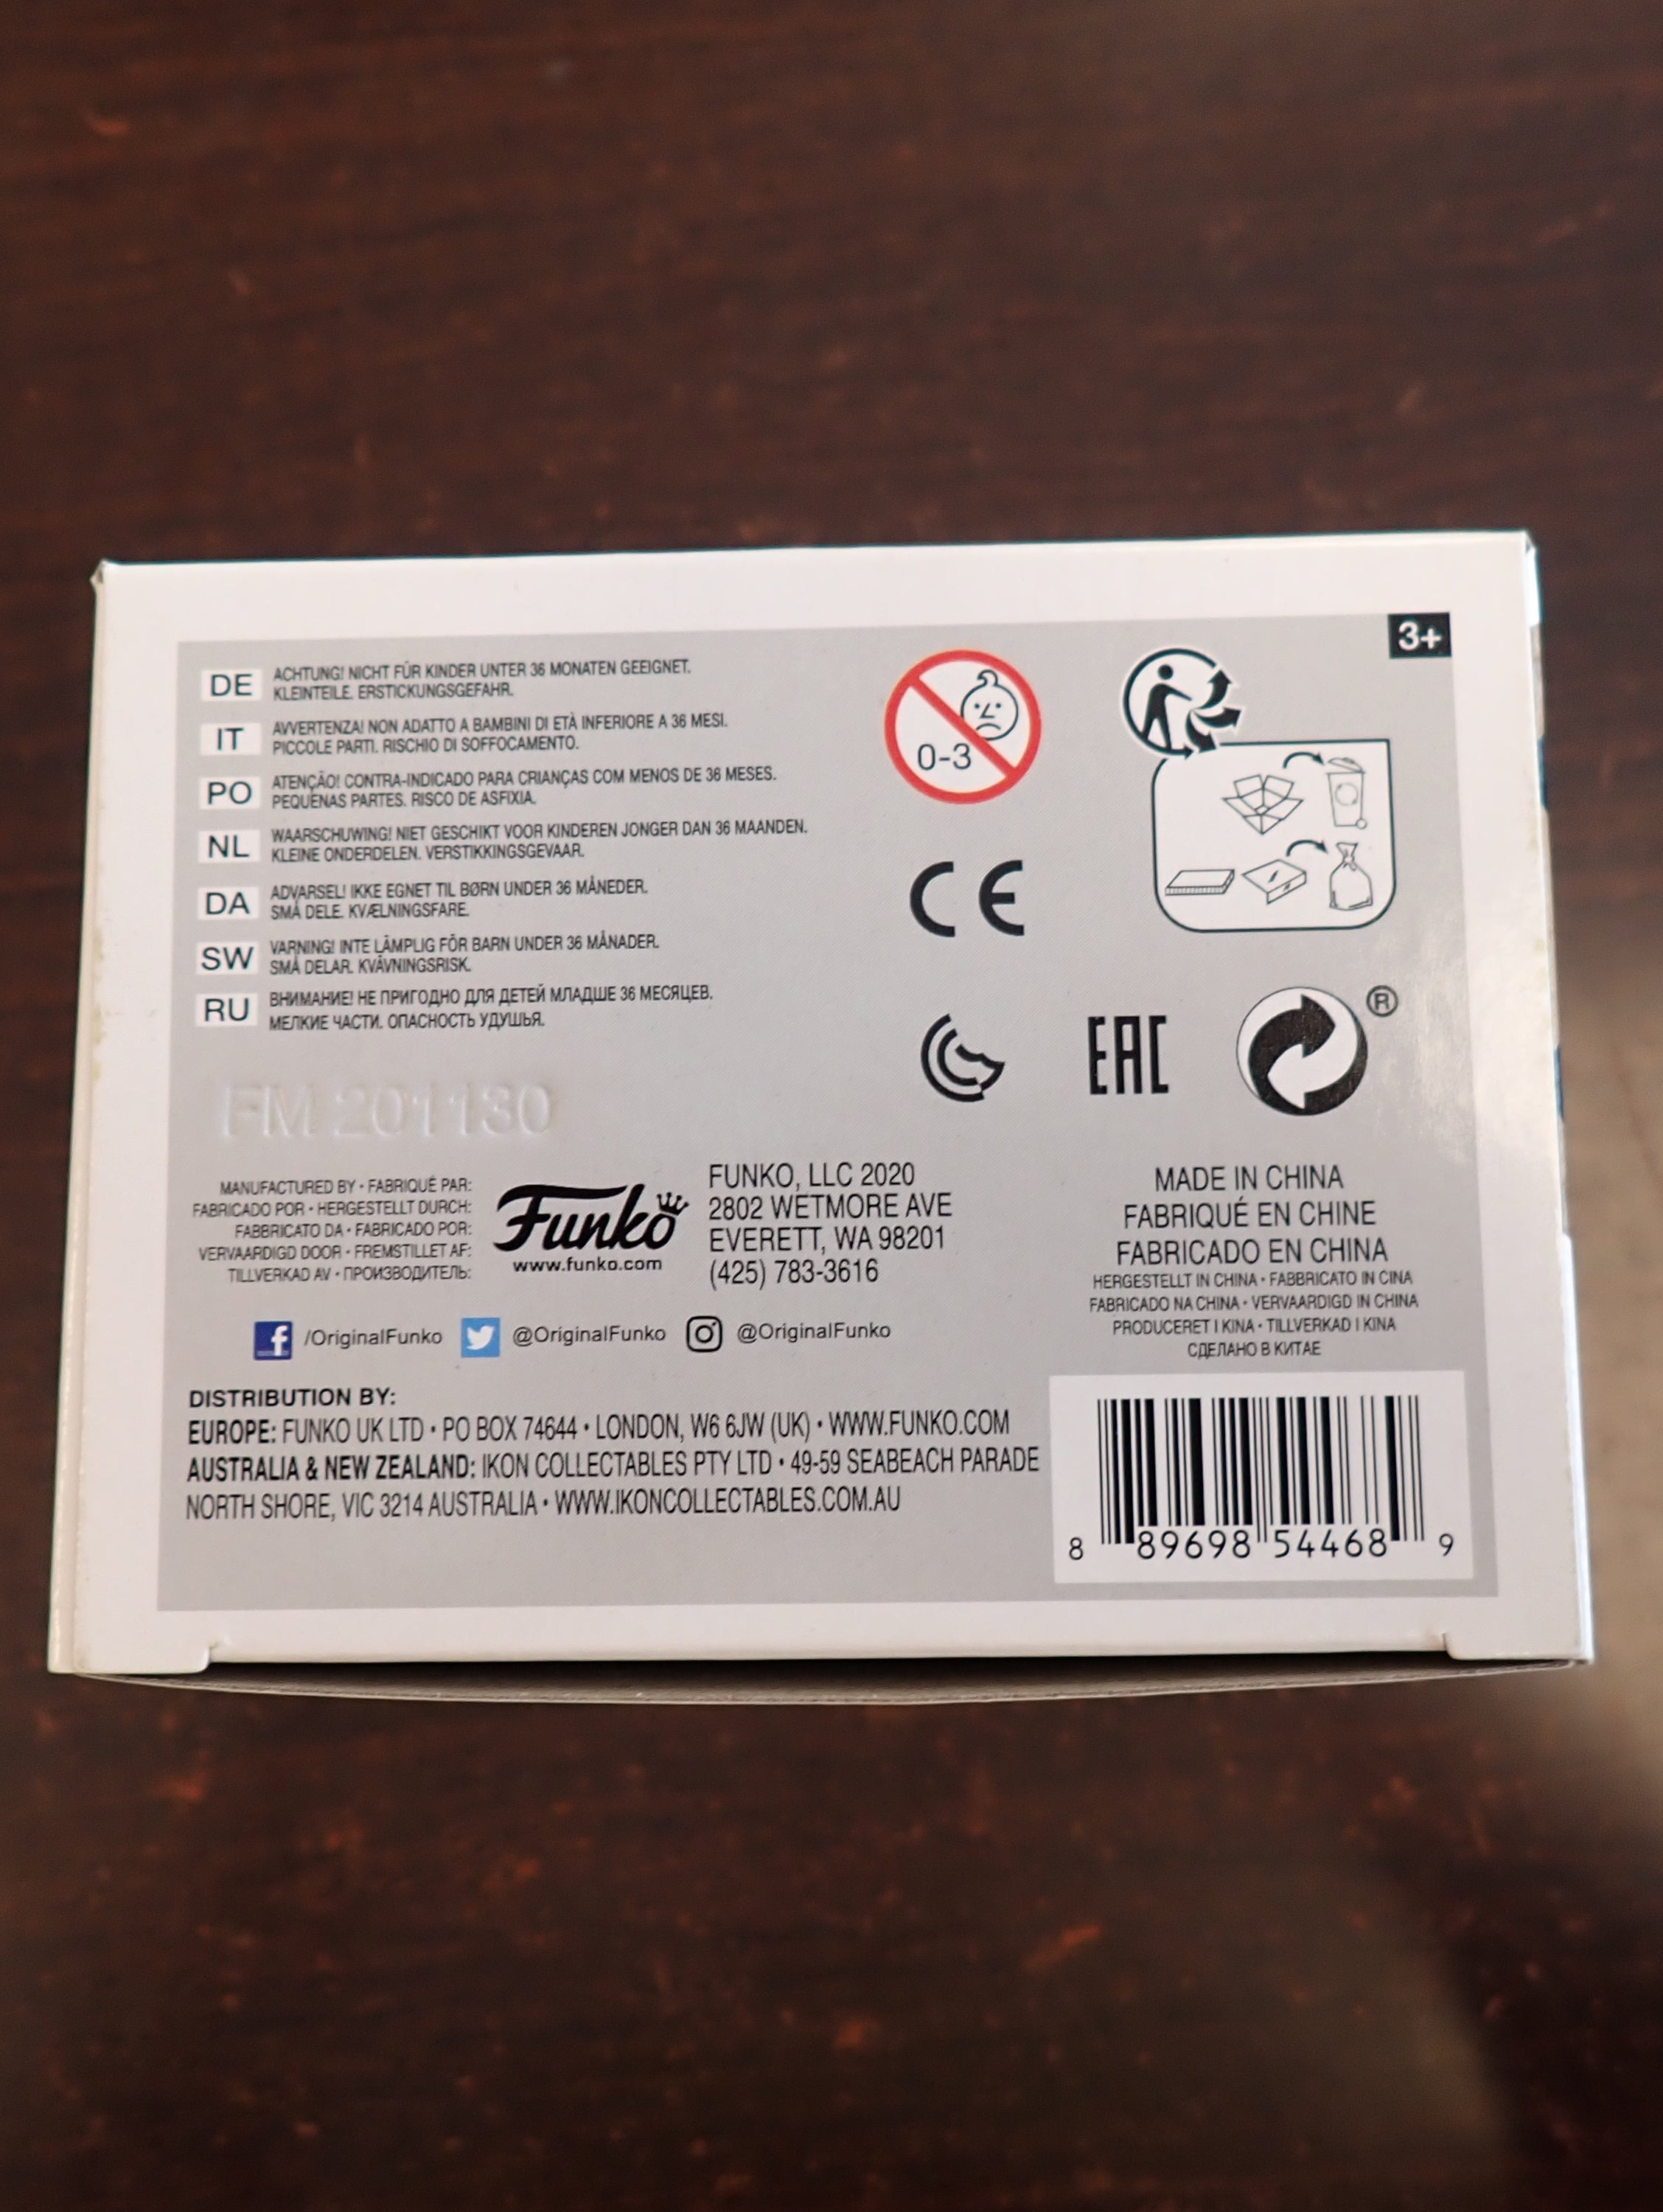 3+
DE ACHTUNG! NICHT FÜR KINDER UNTER 36 MONATEN GEEIGNET.
KLEINTEILE. ERSTICKUNGSGEFAHR.
IT AVVERTENZA! NON ADATTO A BAMBINI DI ETÀ INFERIORE A 36 MESI.
PICCOLE PARTI. RISCHIO DI SOFFOCAMENTO.
PO ATENÇÃO! CONTRA-INDICADO PARA CRIANÇAS COM MENOS DE 36 MESES.
PEQUENAS PARTES. RISCO DE ASFIXIA.
NL WAARSCHUWING! NIET GESCHIKT VOOR KINDEREN JONGER DAN 36 MAANDEN.
KLEINE ONDERDELEN. VERSTIKKINGSGEVAAR.
DA ADVARSEL! IKKE EGNET TIL BØRN UNDER 36 MÅNEDER.
SMÅ DELE. KVÆLNINGSFARE.
SW VARNING! INTE LÄMPLIG FÖR BARN UNDER 36 MÅNADER.
SMÅ DELAR. KVÄVNINGSRISK.
RU ВНИМАНИЕ! НЕ ПРИГОДНО ДЛЯ ДЕТЕЙ МЛАДШЕ 36 МЕСЯЦЕВ.
МЕЛКИЕ ЧАСТИ. ОПАСНОСТЬ УДУШЬЯ.
0-3
CE
EAC
®
FM 201130
MANUFACTURED BY • FABRIQUÉ PAR:
FABRICADO POR • HERGESTELLT DURCH:
FABBRICATO DA • FABRICADO POR:
VERVAARDIGD DOOR • FREMSTILLET AF:
TILLVERKAD AV • ПРОИЗВОДИТЕЛЬ:
Funko
www.funko.com
FUNKO, LLC 2020
2802 WETMORE AVE
EVERETT, WA 98201
(425) 783-3616
MADE IN CHINA
FABRIQUÉ EN CHINE
FABRICADO EN CHINA
HERGESTELLT IN CHINA • FABBRICATO IN CINA
FABRICADO NA CHINA • VERVAARDIGD IN CHINA
PRODUCERET I KINA • TILLVERKAD I KINA
СДЕЛАНО В КИТАЕ
f /OriginalFunko @OriginalFunko @OriginalFunko
DISTRIBUTION BY:
EUROPE: FUNKO UK LTD • PO BOX 74644 • LONDON, W6 6JW (UK) • WWW.FUNKO.COM
AUSTRALIA & NEW ZEALAND: IKON COLLECTABLES PTY LTD • 49-59 SEABEACH PARADE
NORTH SHORE, VIC 3214 AUSTRALIA • WWW.IKONCOLLECTABLES.COM.AU
8 89698 54468 9